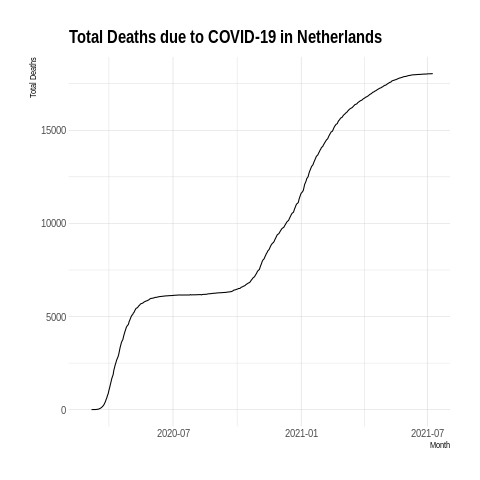 Total Deaths due to COVID-19 in Netherlands
Total Deaths
15000
10000
5000
0
2020-07
2021-01
2021-07
Month